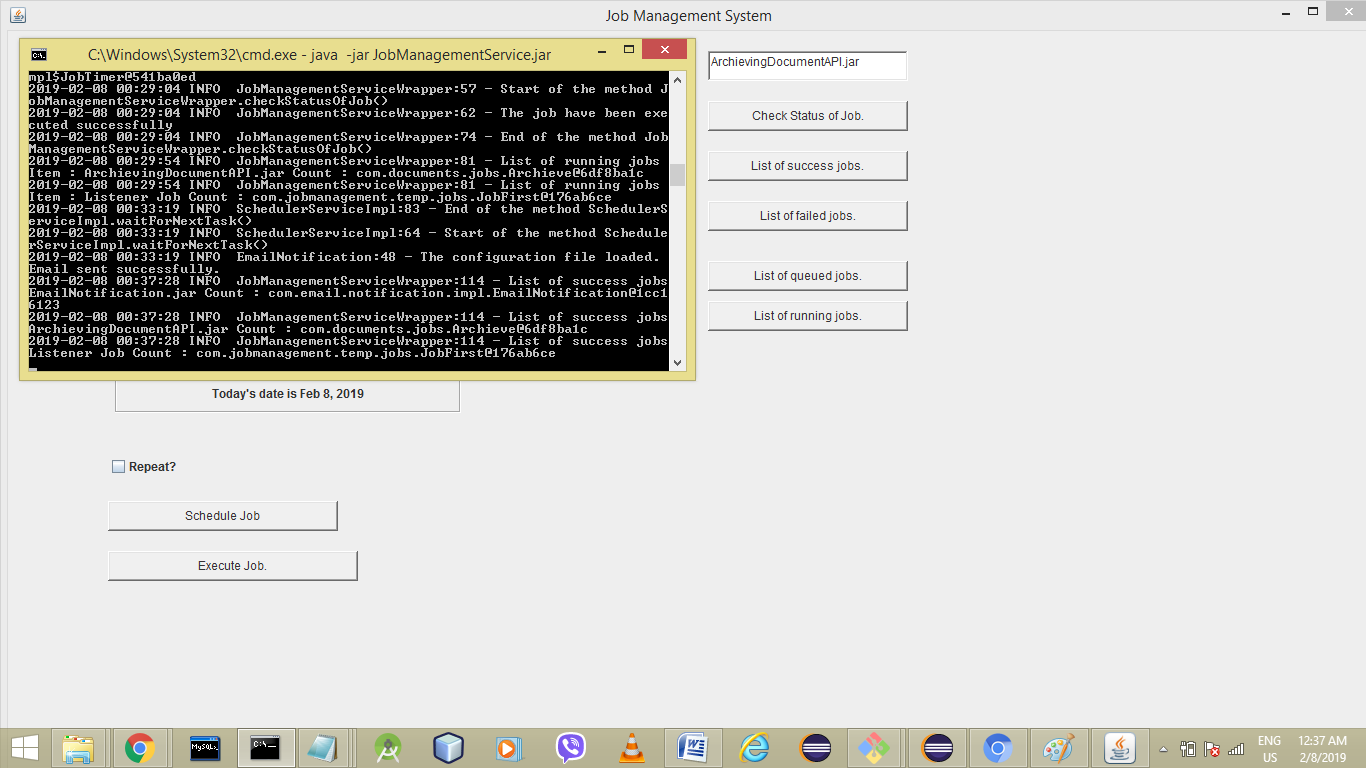 Job Management System
C:\Windows\System32\cmd.exe - java  -jar JobManagementService.jar
mpl$JobTimer@541ba0ed
2019-02-08 00:29:04 INFO  JobManagementServiceWrapper:57 - Start of the method J
obManagementServiceWrapper.checkStatusOfJob()
2019-02-08 00:29:04 INFO  JobManagementServiceWrapper:62 - The job have been exe
cuted successfully
2019-02-08 00:29:04 INFO  JobManagementServiceWrapper:74 - End of the method Job
ManagementServiceWrapper.checkStatusOfJob()
2019-02-08 00:29:54 INFO  JobManagementServiceWrapper:81 - List of running jobs
Item : ArchievingDocumentAPI.jar Count : com.documents.jobs.Archieve@6df8ba1c
2019-02-08 00:29:54 INFO  JobManagementServiceWrapper:81 - List of running jobs
Item : Listener Job Count : com.jobmanagement.temp.jobs.JobFirst@176ab6ce
2019-02-08 00:33:19 INFO  SchedulerServiceImpl:83 - End of the method SchedulerS
erviceImpl.waitForNextTask()
2019-02-08 00:33:19 INFO  SchedulerServiceImpl:64 - Start of the method Schedule
rServiceImpl.waitForNextTask()
2019-02-08 00:33:19 INFO  EmailNotification:48 - The configuration file loaded.
Email sent successfully.
2019-02-08 00:37:28 INFO  JobManagementServiceWrapper:114 - List of success jobs
EmailNotification.jar Count : com.email.notification.impl.EmailNotification@1cc1
6123
2019-02-08 00:37:28 INFO  JobManagementServiceWrapper:114 - List of success jobs
ArchievingDocumentAPI.jar Count : com.documents.jobs.Archieve@6df8ba1c
2019-02-08 00:37:28 INFO  JobManagementServiceWrapper:114 - List of success jobs
Listener Job Count : com.jobmanagement.temp.jobs.JobFirst@176ab6ce
ArchievingDocumentAPI.jar
Check Status of Job.
List of success jobs.
List of failed jobs.
List of queued jobs.
List of running jobs.
Today's date is Feb 8, 2019
Repeat?
Schedule Job
Execute Job.
ENG
US
12:37 AM
2/8/2019